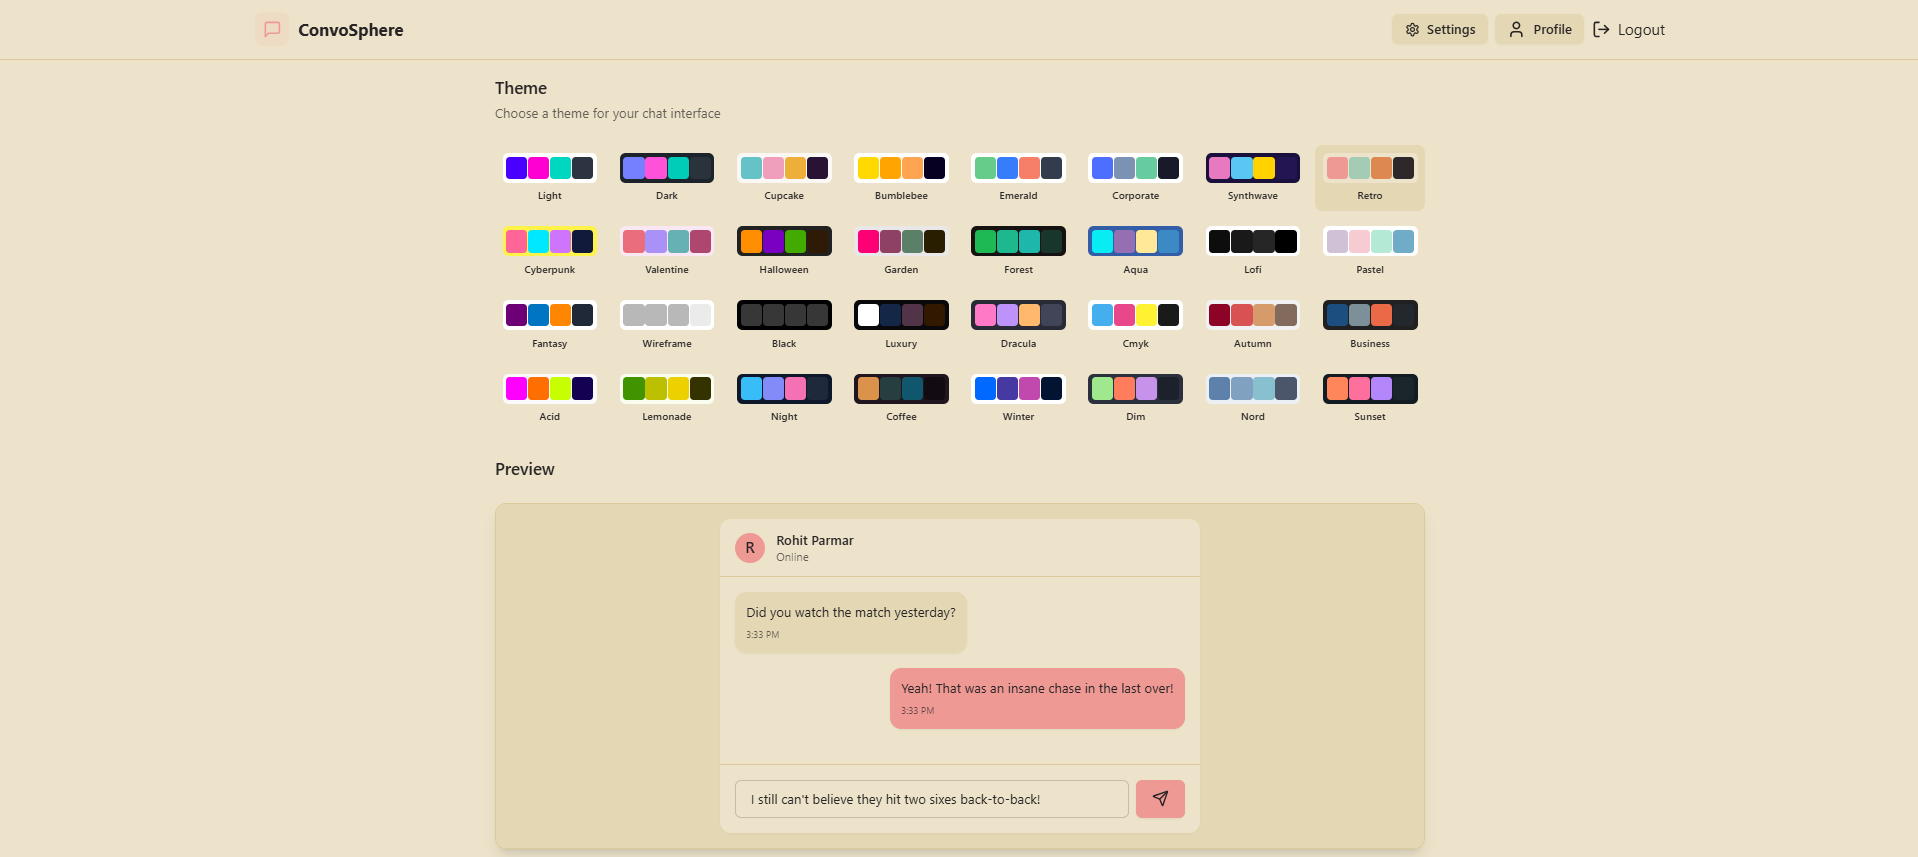 ConvoSphere
Settings
Profile
Logout
Theme
Choose a theme for your chat interface
Light
Dark
Cupcake
Bumblebee
Emerald
Corporate
Synthwave
Retro
Cyberpunk
Valentine
Halloween
Garden
Forest
Aqua
Lofi
Pastel
Fantasy
Wireframe
Black
Luxury
Dracula
Cmyk
Autumn
Business
Acid
Lemonade
Night
Coffee
Winter
Dim
Nord
Sunset
Preview
R
Rohit Parmar
Online
Did you watch the match yesterday?
3:33 PM
Yeah! That was an insane chase in the last over!
3:33 PM
I still can't believe they hit two sixes back-to-back!